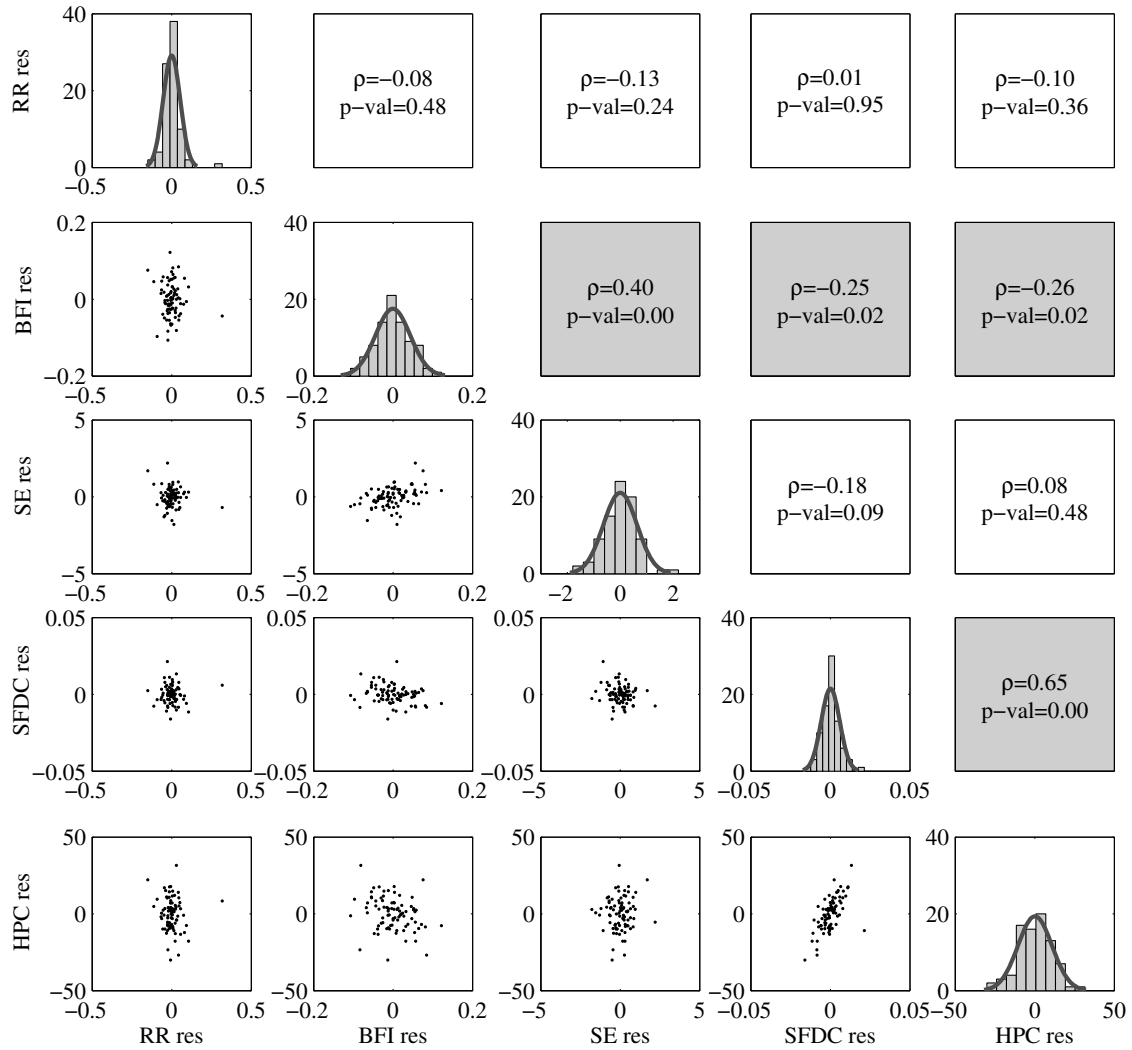 40
20
0
−0.5 0 0.5
RR res
ρ=−0.08
p−val=0.48
ρ=−0.13
p−val=0.24
ρ=0.01
p−val=0.95
ρ=−0.10
p−val=0.36
0.2
0
−0.2
−0.5 0 0.5
BFI res
40
20
0
−0.2 0 0.2
ρ=0.40
p−val=0.00
ρ=−0.25
p−val=0.02
ρ=−0.26
p−val=0.02
5
0
−5
−0.5 0 0.5
SE res
−0.2 0 0.2
40
20
0
−2 0 2
ρ=−0.18
p−val=0.09
ρ=0.08
p−val=0.48
0.05
0
−0.05
−0.5 0 0.5
SFDC res
0.05
0
−0.05
−0.2 0 0.2
0.05
0
−0.05
5 0 5
40
20
0
−0.05 0 0.05
ρ=0.65
p−val=0.00
50
0
−50
−0.5 0 0.5
HPC res
RR res
50
0
−50
−0.2 0 0.2
BFI res
50
0
−50
5 0 5
SE res
50
0
−50
−0.05 0 0.05
SFDC res
40
20
0
−50 0 50
HPC res